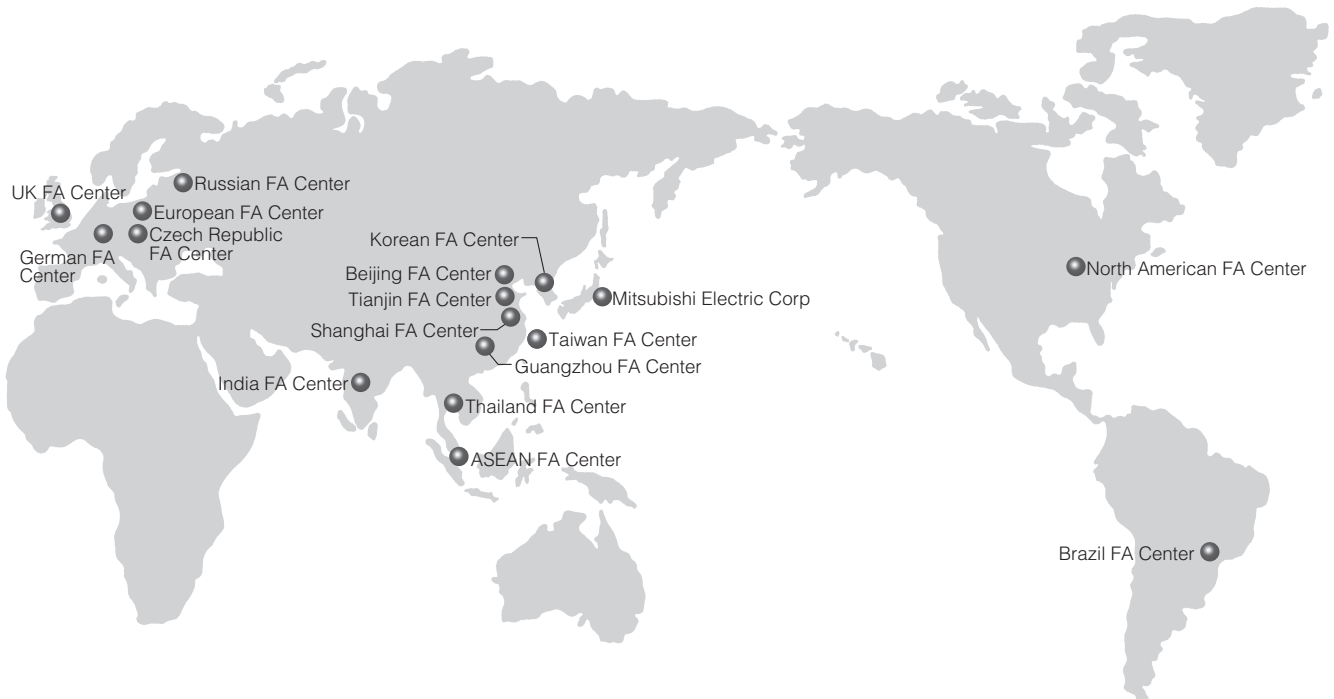 UK FA Center
Russian FA Center
European FA Center
Czech Republic
FA Center
German FA
Center
Korean FA Center
Beijing FA Center
Tianjin FA Center
Mitsubishi Electric Corp
Shanghai FA Center
Taiwan FA Center
Guangzhou FA Center
India FA Center
Thailand FA Center
ASEAN FA Center
North American FA Center
Brazil FA Center